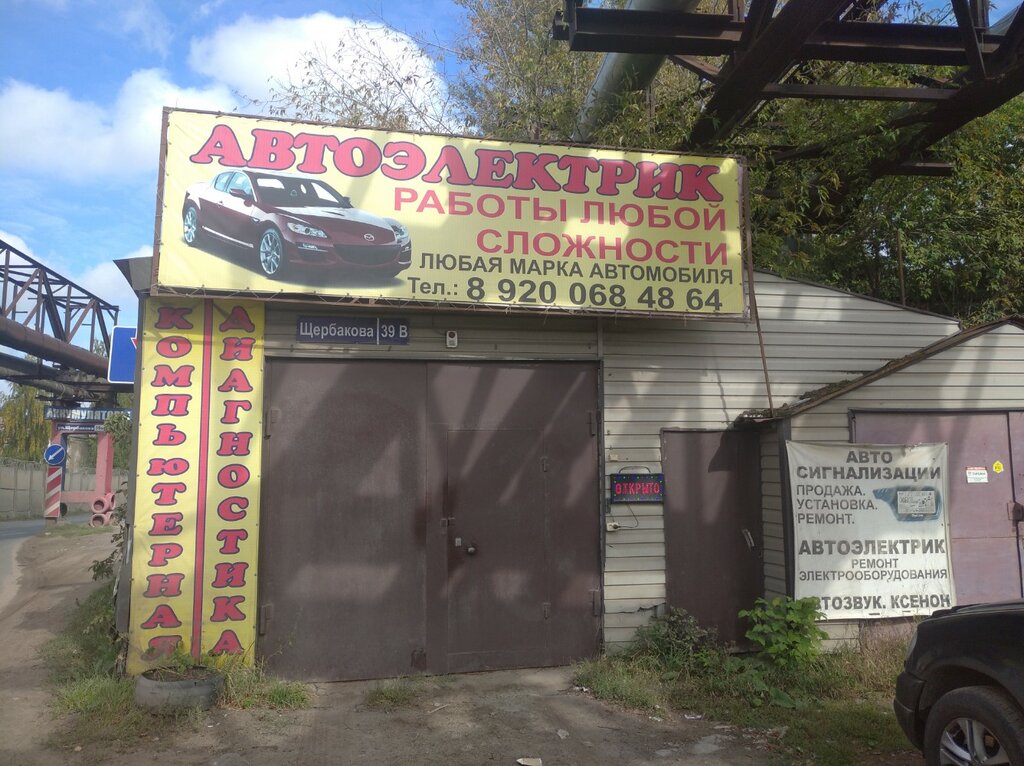 АВТОЭЛЕКТРИК
РАБОТЫ ЛЮБОЙ
СЛОЖНОСТИ
ЛЮБАЯ МАРКА АВТОМОБИЛЯ
Тел.: 8 920 068 48 64
КОМПЬЮТЕРНАЯ
ДИАГНОСТИКА
Щербакова 39 В
ОТКРЫТО
АВТО
СИГНАЛИЗАЦИИ
ПРОДАЖА.
УСТАНОВКА.
РЕМОНТ.
АВТОЭЛЕКТРИК
РЕМОНТ
ЭЛЕКТРООБОРУДОВАНИЯ
АВТОЗВУК. КСЕНОН